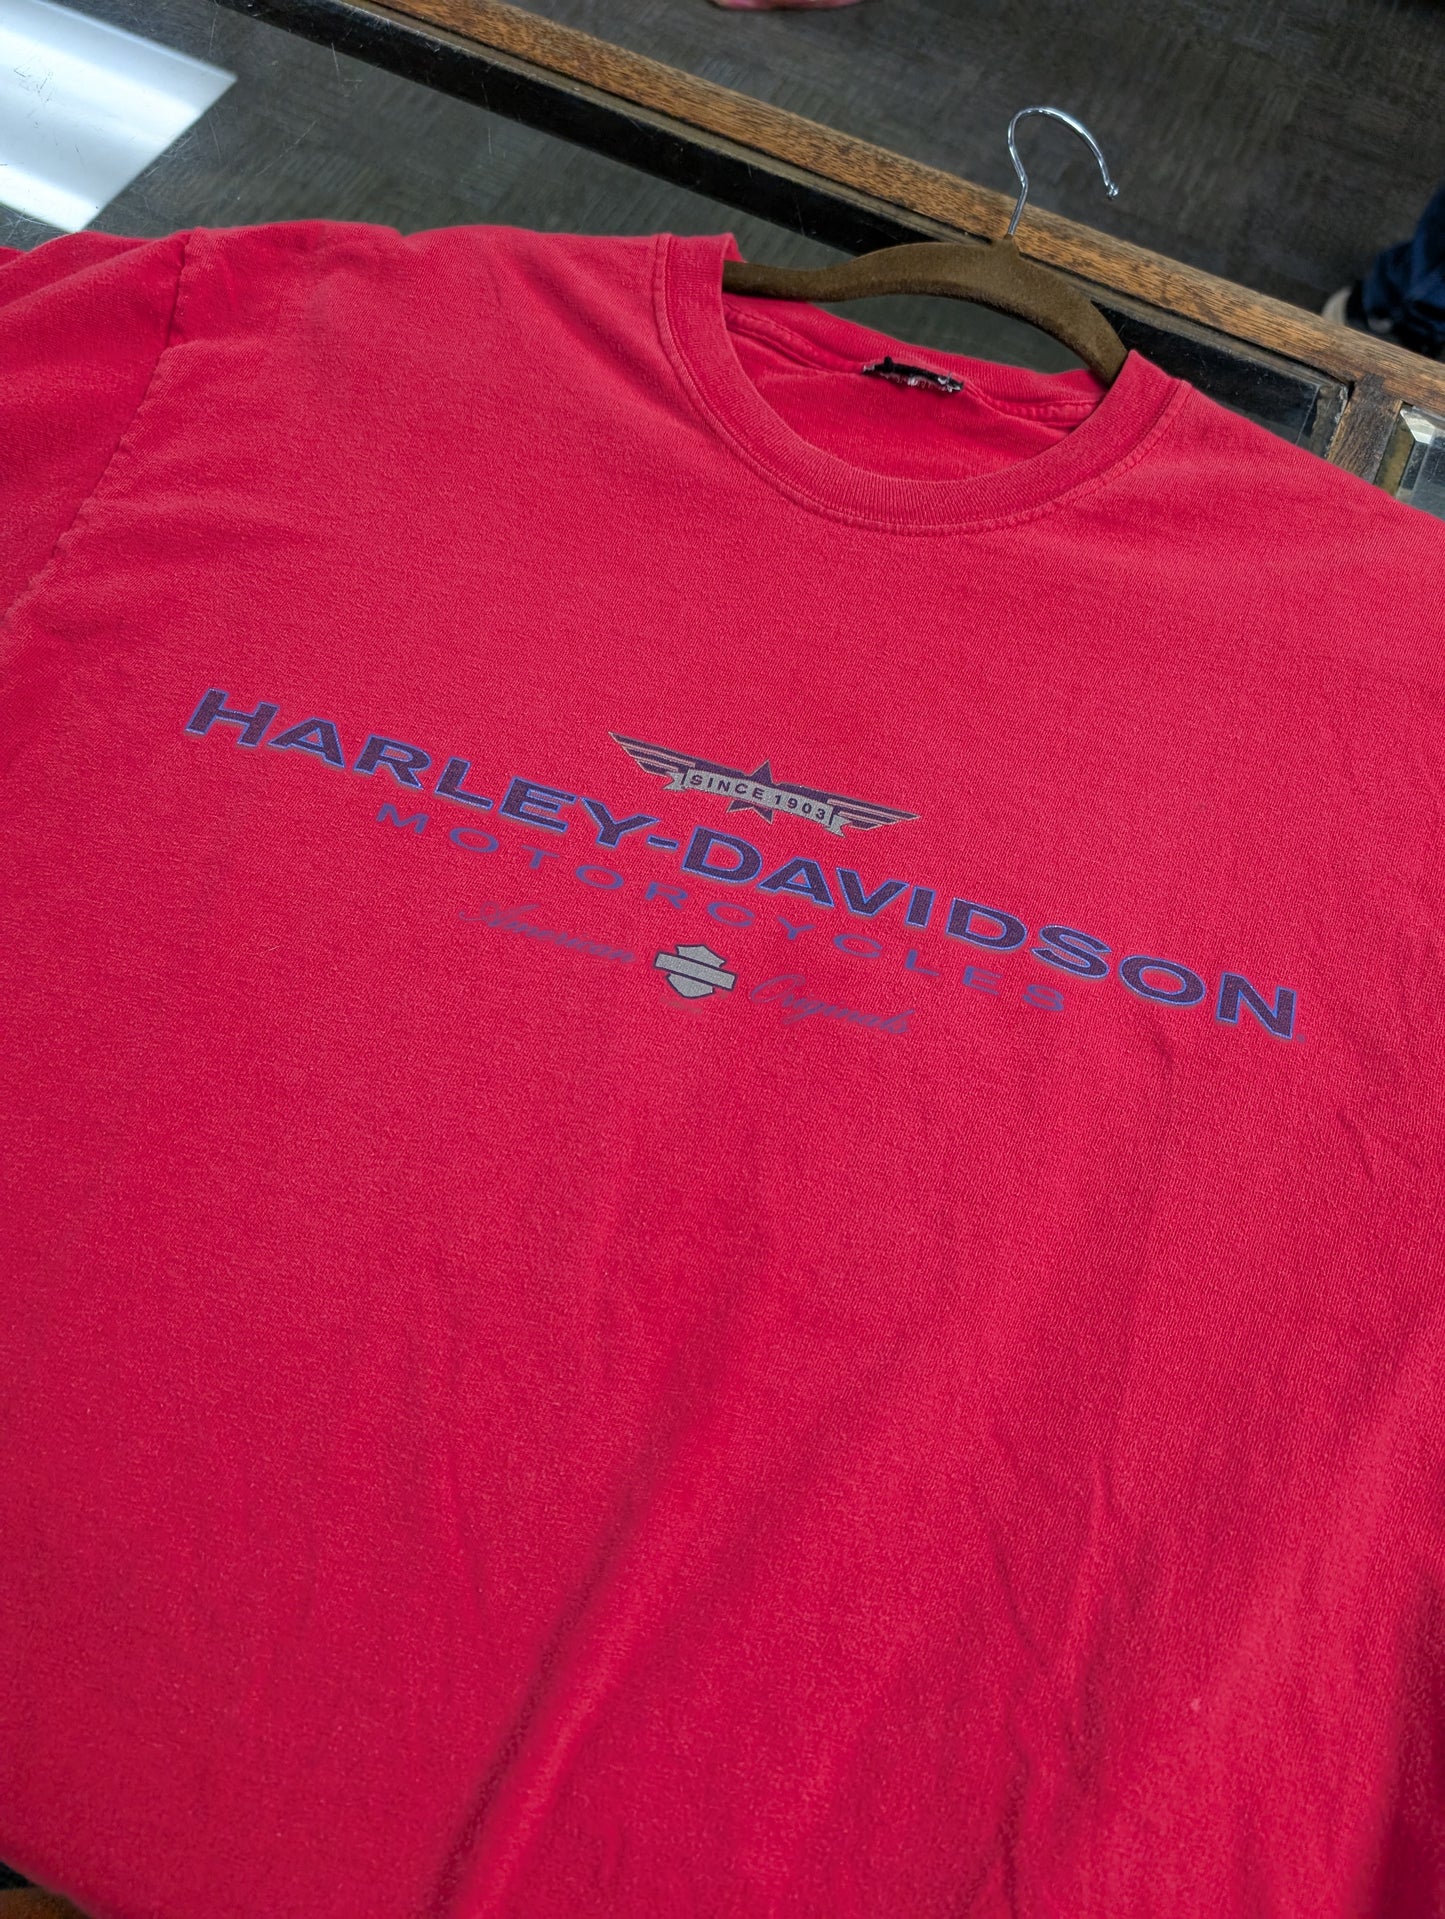 SINCE 1903
HARLEY-DAVIDSON
MOTORCYCLES
American Originals